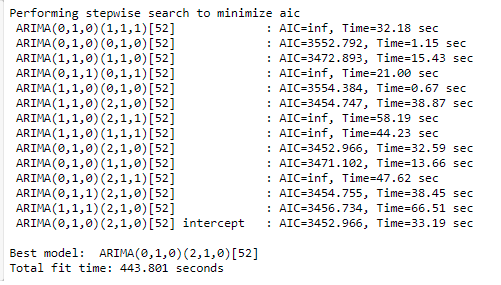 Performing stepwise search to minimize aic
ARIMA(0,1,0)(1,1,1)[52]             : AIC=inf, Time=32.18 sec
ARIMA(0,1,0)(0,1,0)[52]             : AIC=3552.792, Time=1.15 sec
ARIMA(1,1,0)(1,1,0)[52]             : AIC=3472.893, Time=15.43 sec
ARIMA(0,1,1)(0,1,1)[52]             : AIC=inf, Time=21.00 sec
ARIMA(0,1,0)(0,1,0)[52]             : AIC=3554.384, Time=0.67 sec
ARIMA(1,1,0)(2,1,0)[52]             : AIC=3454.747, Time=38.87 sec
ARIMA(1,1,0)(2,1,1)[52]             : AIC=inf, Time=58.19 sec
ARIMA(1,1,0)(1,1,1)[52]             : AIC=inf, Time=44.23 sec
ARIMA(0,1,0)(2,1,0)[52]             : AIC=3452.966, Time=32.59 sec
ARIMA(0,1,0)(1,1,0)[52]             : AIC=3471.102, Time=13.66 sec
ARIMA(0,1,0)(2,1,1)[52]             : AIC=inf, Time=47.62 sec
ARIMA(0,1,1)(2,1,0)[52]             : AIC=3454.755, Time=38.45 sec
ARIMA(1,1,1)(2,1,0)[52]             : AIC=3456.734, Time=66.51 sec
ARIMA(0,1,0)(2,1,0)[52] intercept   : AIC=3452.966, Time=33.19 sec
Best model:  ARIMA(0,1,0)(2,1,0)[52]
Total fit time: 443.801 seconds